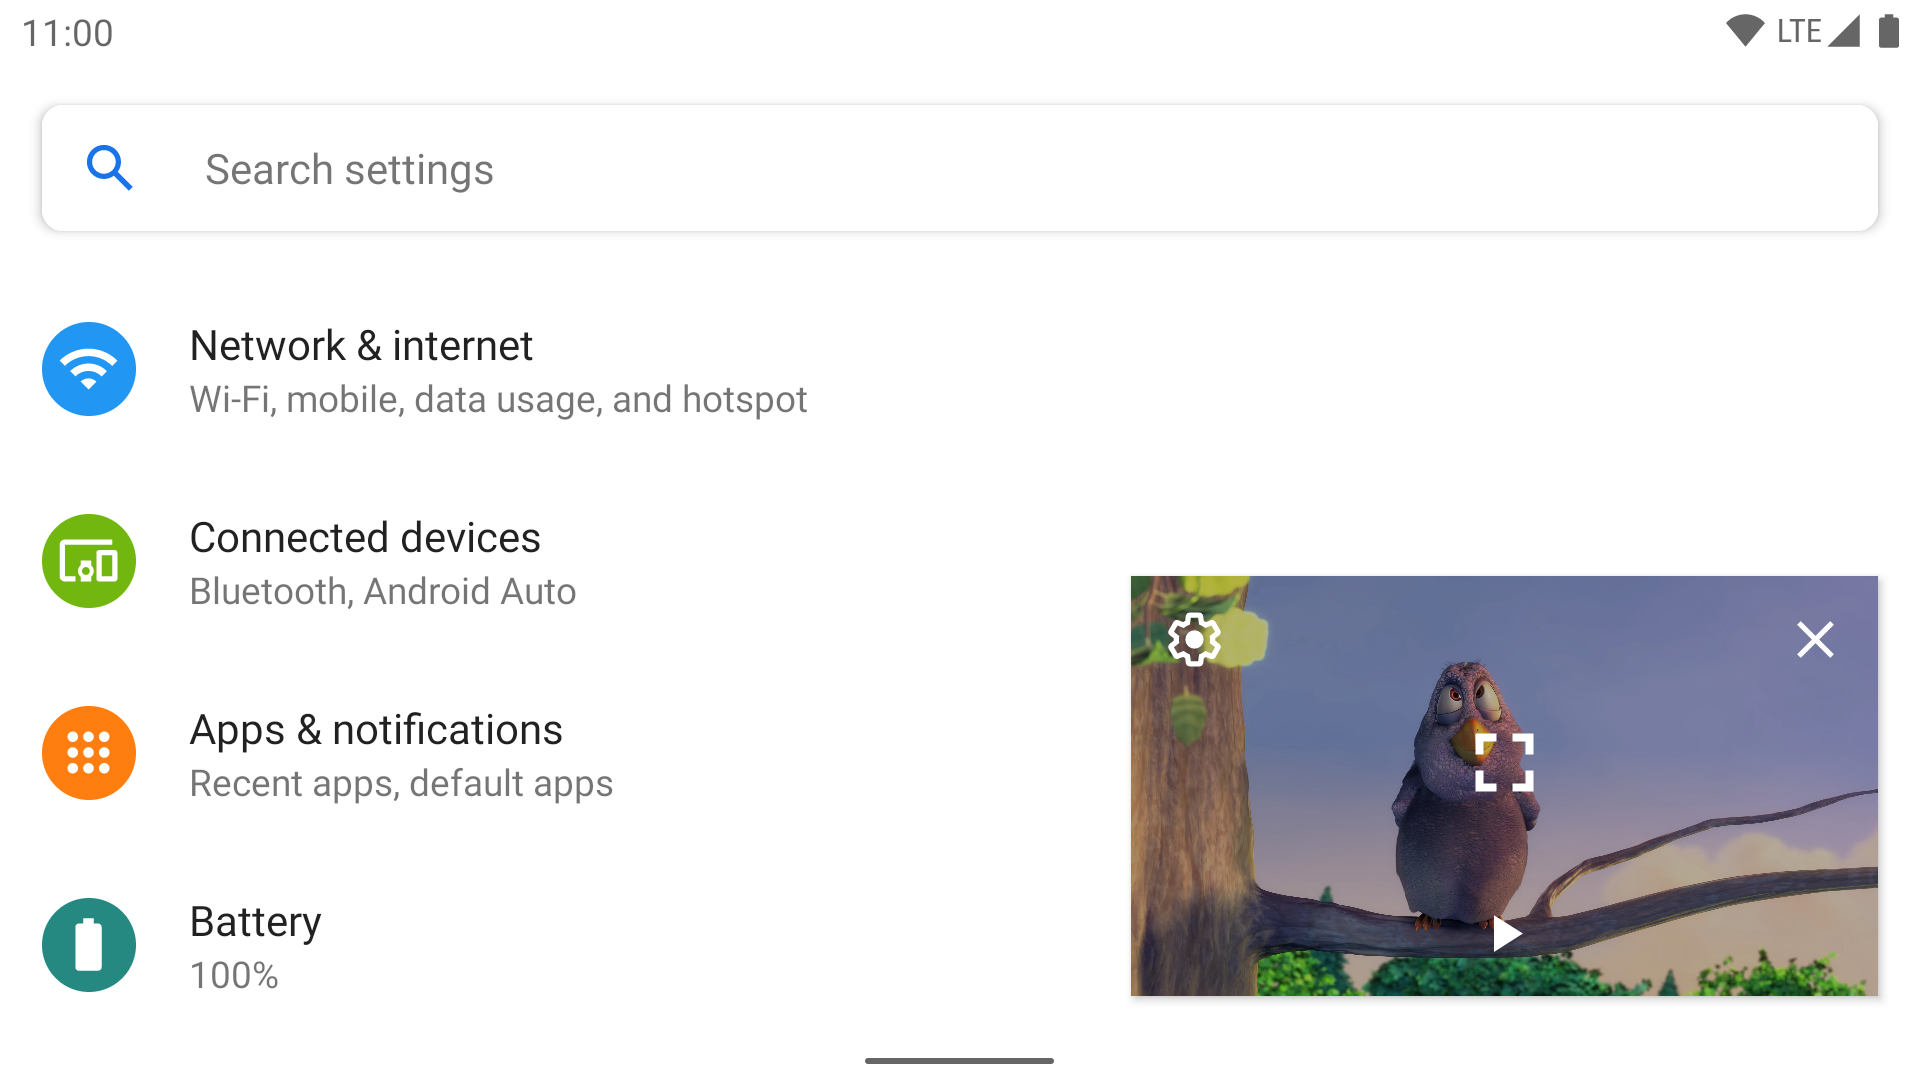 11:00
LTE
Search settings
Network & internet
Wi-Fi, mobile, data usage, and hotspot
Connected devices
Bluetooth, Android Auto
Apps & notifications
Recent apps, default apps
Battery
100%